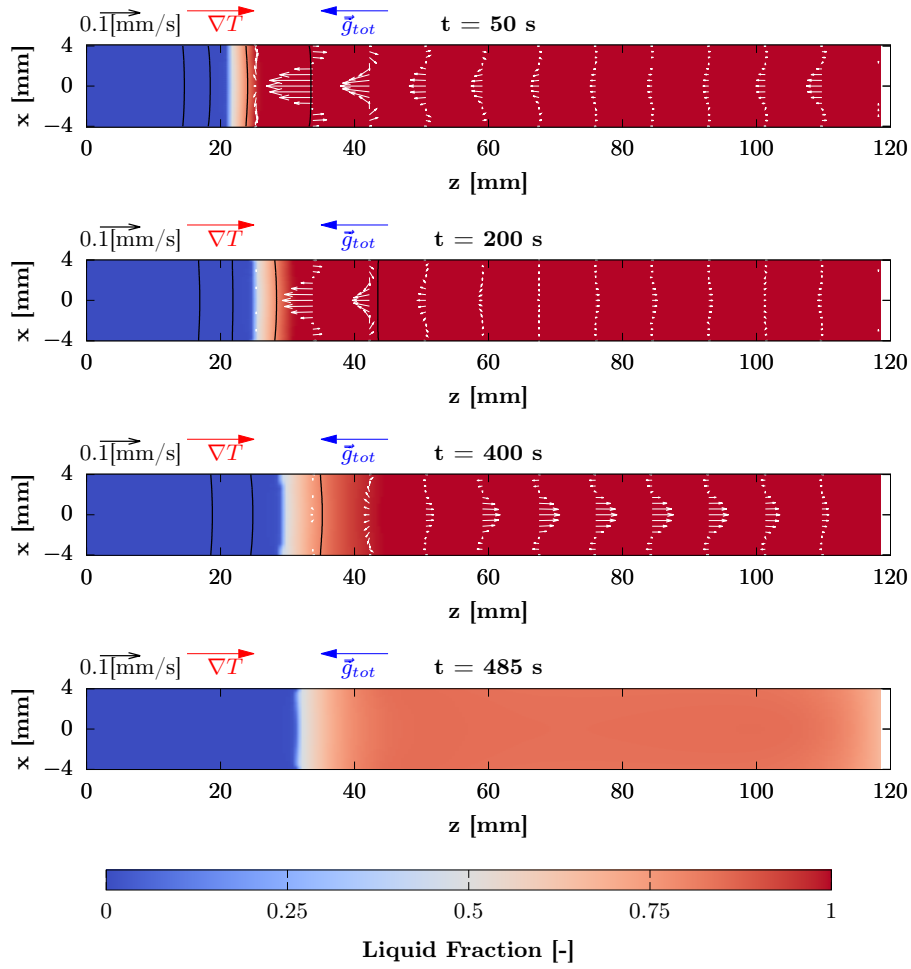 0.1[mm/s] ∇T g⃗tot t = 50 s
x [mm]
4
0
−4
0 20 40 60 80 100 120
z [mm]
0.1[mm/s] ∇T g⃗tot t = 200 s
x [mm]
4
0
−4
0 20 40 60 80 100 120
z [mm]
0.1[mm/s] ∇T g⃗tot t = 400 s
x [mm]
4
0
−4
0 20 40 60 80 100 120
z [mm]
0.1[mm/s] ∇T g⃗tot t = 485 s
x [mm]
4
0
−4
0 20 40 60 80 100 120
z [mm]
0 0.25 0.5 0.75 1
Liquid Fraction [-]